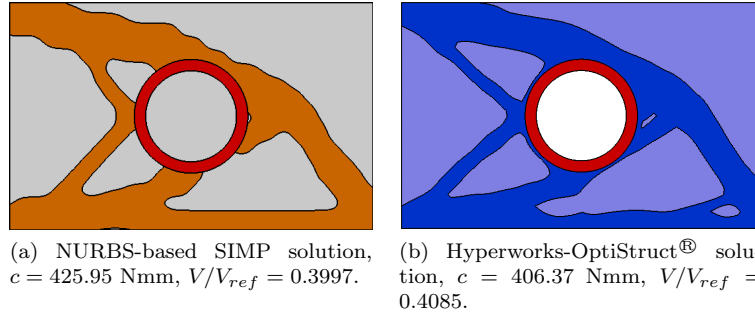 (a) NURBS-based SIMP solution,
c = 425.95 Nmm, V/V_ref = 0.3997.
(b) Hyperworks-OptiStruct® solu-
tion, c = 406.37 Nmm, V/V_ref =
0.4085.